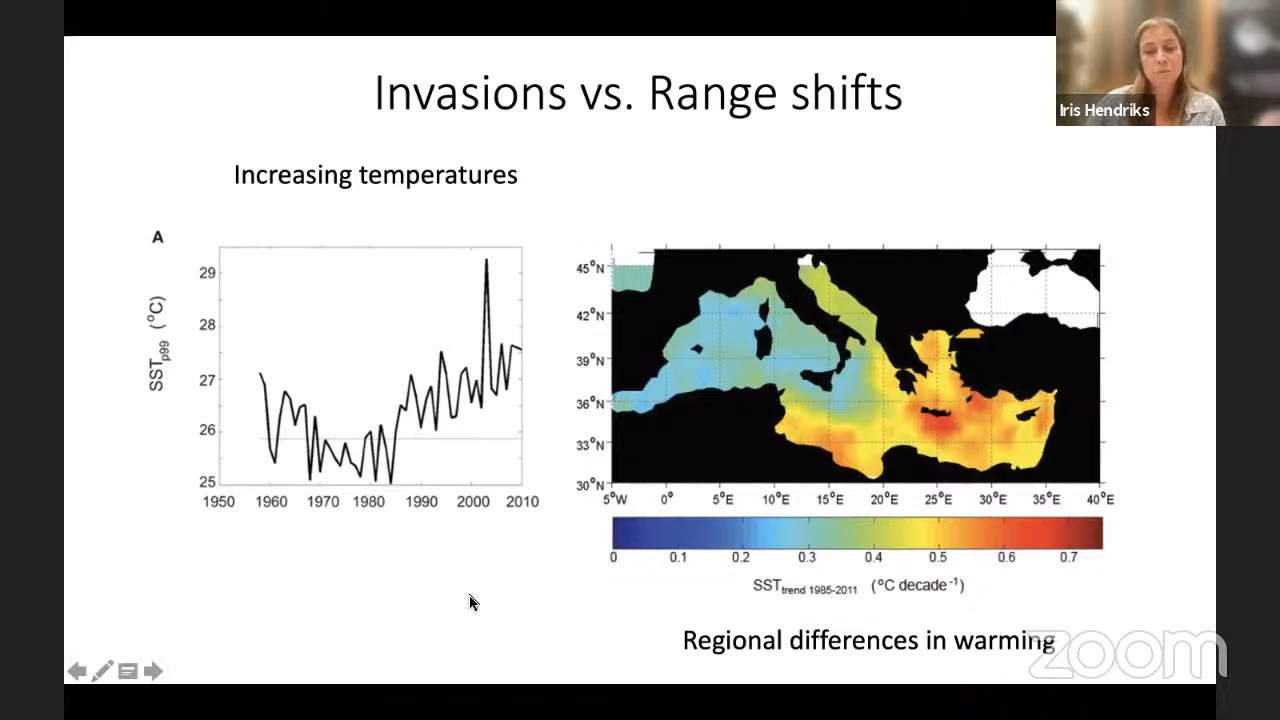 Invasions vs. Range shifts
Iris Hendriks
Increasing temperatures
A
SSTp99 (°C)
29
28
27
26
25
1950 1960 1970 1980 1990 2000 2010
45°N
42°N
39°N
36°N
33°N
30°N
5°W 0° 5°E 10°E 15°E 20°E 25°E 30°E 35°E 40°E
0 0.1 0.2 0.3 0.4 0.5 0.6 0.7
SSTtrend 1985-2011 (°C decade-1)
Regional differences in warming
zoom